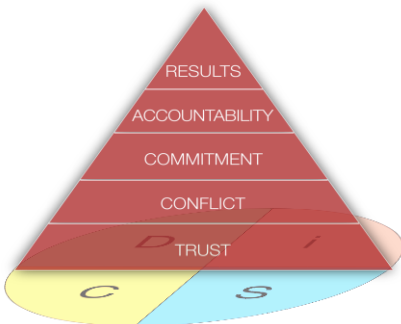 RESULTS
ACCOUNTABILITY
COMMITMENT
CONFLICT
D i
TRUST
C S